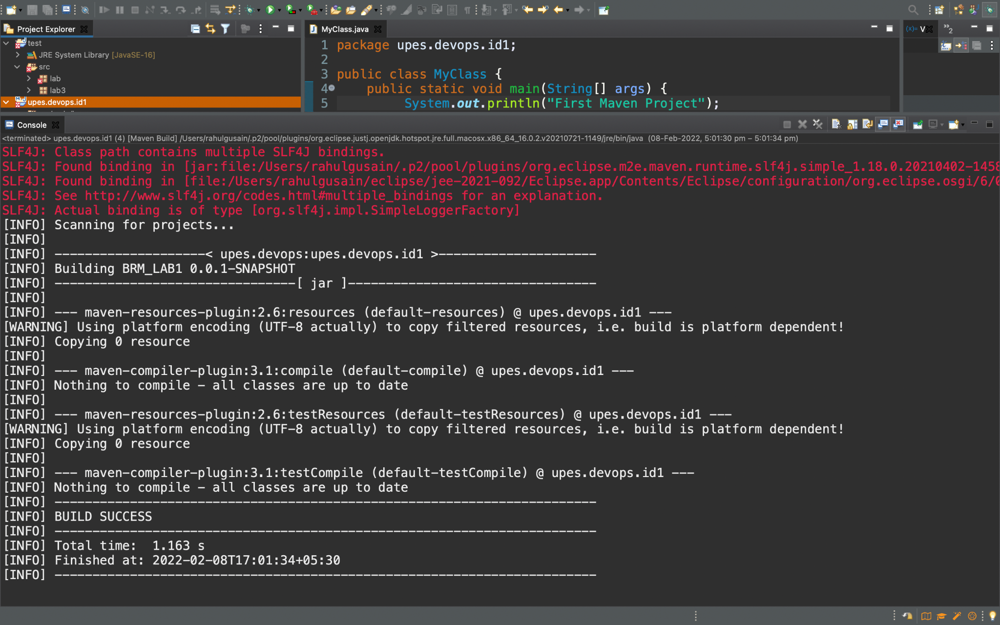 Project Explorer
test
JRE System Library [JavaSE-16]
src
lab
lab3
upes.devops.id1
MyClass.java
1 package upes.devops.id1;
2
3 public class MyClass {
4 public static void main(String[] args) {
5 System.out.println("First Maven Project");
(x)= V
»2
Console
<terminated> upes.devops.id1 (4) [Maven Build] /Users/rahulgusain/.p2/pool/plugins/org.eclipse.justj.openjdk.hotspot.jre.full.macosx.x86_64_16.0.2.v20210721-1149/jre/bin/java (08-Feb-2022, 5:01:30 pm – 5:01:34 pm)
SLF4J: Class path contains multiple SLF4J bindings.
SLF4J: Found binding in [jar:file:/Users/rahulgusain/.p2/pool/plugins/org.eclipse.m2e.maven.runtime.slf4j.simple_1.18.0.20210402-1458
SLF4J: Found binding in [file:/Users/rahulgusain/eclipse/jee-2021-092/Eclipse.app/Contents/Eclipse/configuration/org.eclipse.osgi/6/0
SLF4J: See http://www.slf4j.org/codes.html#multiple_bindings for an explanation.
SLF4J: Actual binding is of type [org.slf4j.impl.SimpleLoggerFactory]
[INFO] Scanning for projects...
[INFO]
[INFO] --------------------< upes.devops:upes.devops.id1 >---------------------
[INFO] Building BRM_LAB1 0.0.1-SNAPSHOT
[INFO] --------------------------------[ jar ]---------------------------------
[INFO]
[INFO] --- maven-resources-plugin:2.6:resources (default-resources) @ upes.devops.id1 ---
[WARNING] Using platform encoding (UTF-8 actually) to copy filtered resources, i.e. build is platform dependent!
[INFO] Copying 0 resource
[INFO]
[INFO] --- maven-compiler-plugin:3.1:compile (default-compile) @ upes.devops.id1 ---
[INFO] Nothing to compile - all classes are up to date
[INFO]
[INFO] --- maven-resources-plugin:2.6:testResources (default-testResources) @ upes.devops.id1 ---
[WARNING] Using platform encoding (UTF-8 actually) to copy filtered resources, i.e. build is platform dependent!
[INFO] Copying 0 resource
[INFO]
[INFO] --- maven-compiler-plugin:3.1:testCompile (default-testCompile) @ upes.devops.id1 ---
[INFO] Nothing to compile - all classes are up to date
[INFO] ------------------------------------------------------------------------
[INFO] BUILD SUCCESS
[INFO] ------------------------------------------------------------------------
[INFO] Total time:  1.163 s
[INFO] Finished at: 2022-02-08T17:01:34+05:30
[INFO] ------------------------------------------------------------------------